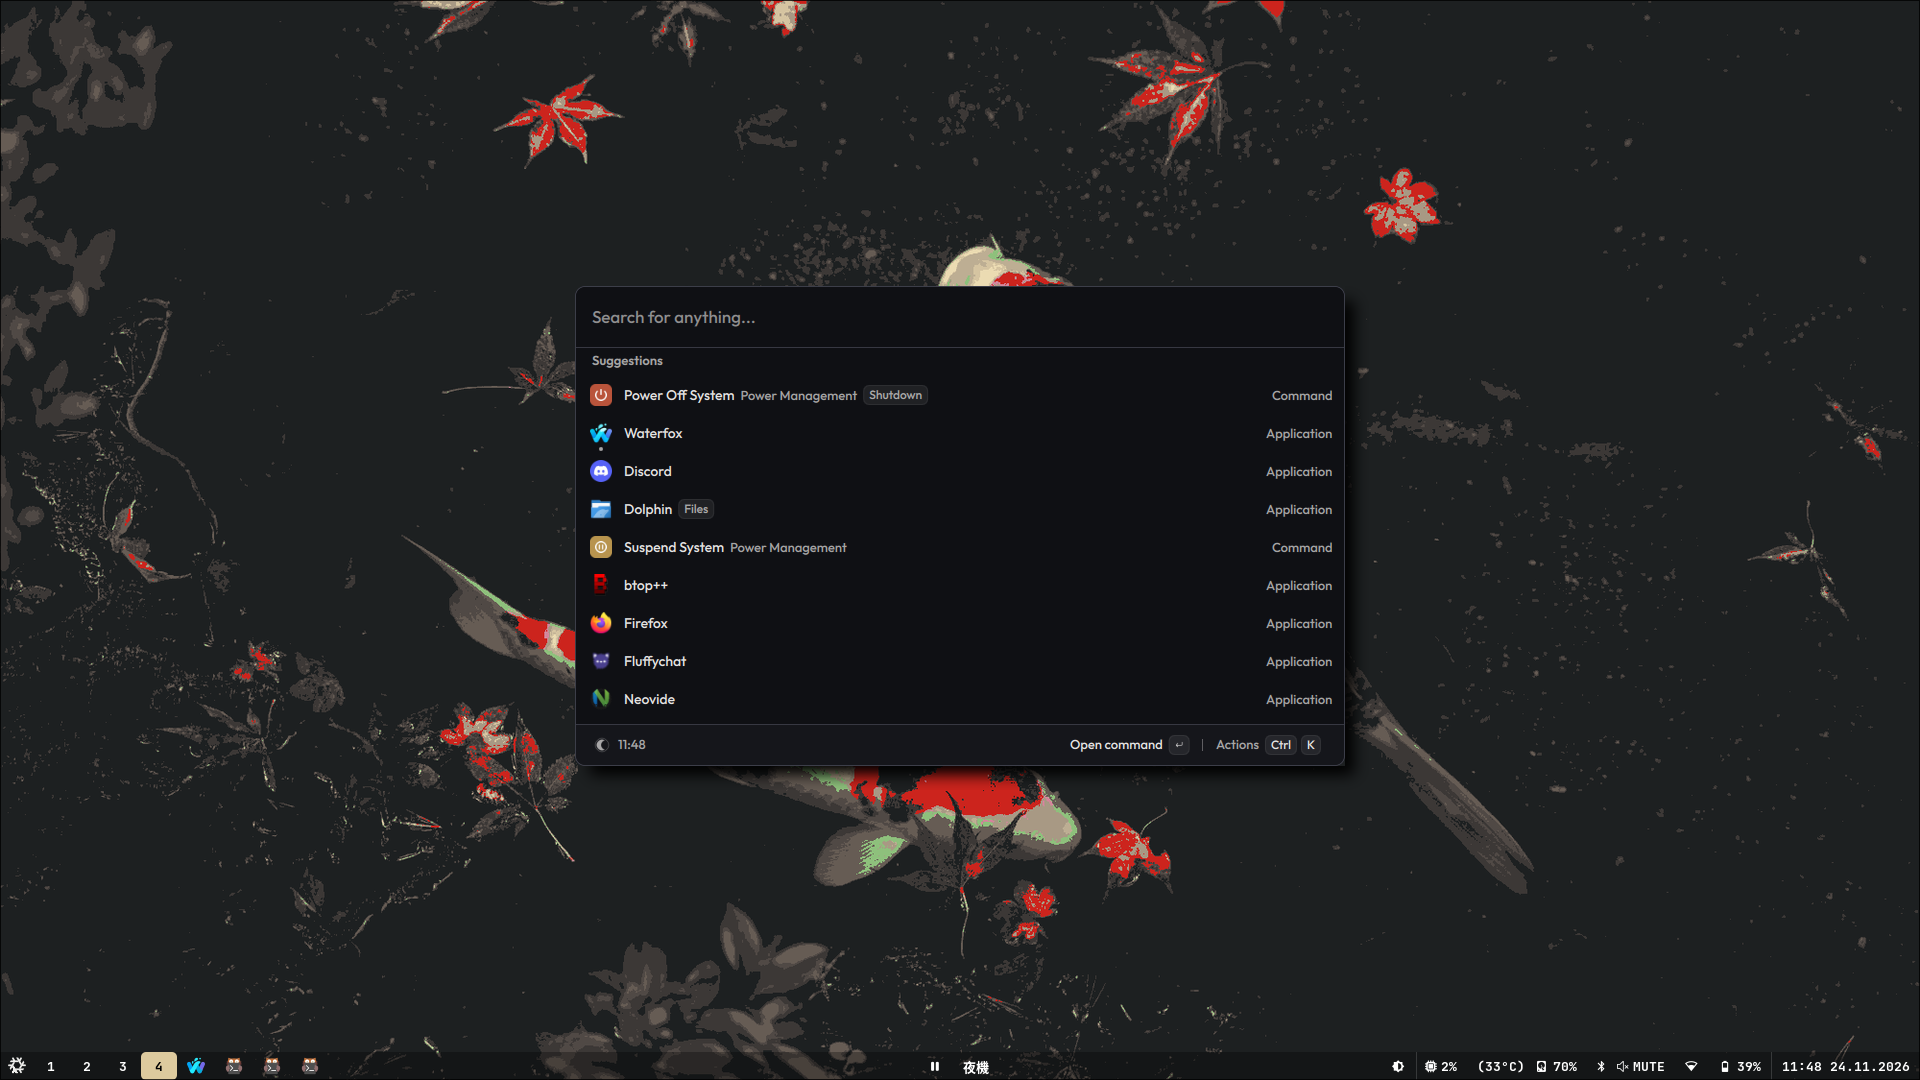 Search for anything...
Suggestions
Power Off System Power Management Shutdown Command
Waterfox Application
Discord Application
Dolphin Files Application
Suspend System Power Management Command
btop++ Application
Firefox Application
Fluffychat Application
Neovide Application
11:48 Open command ↵ | Actions Ctrl K
1 2 3 4 夜機 2% (33°C) 70% MUTE 39% 11:48 24.11.2026